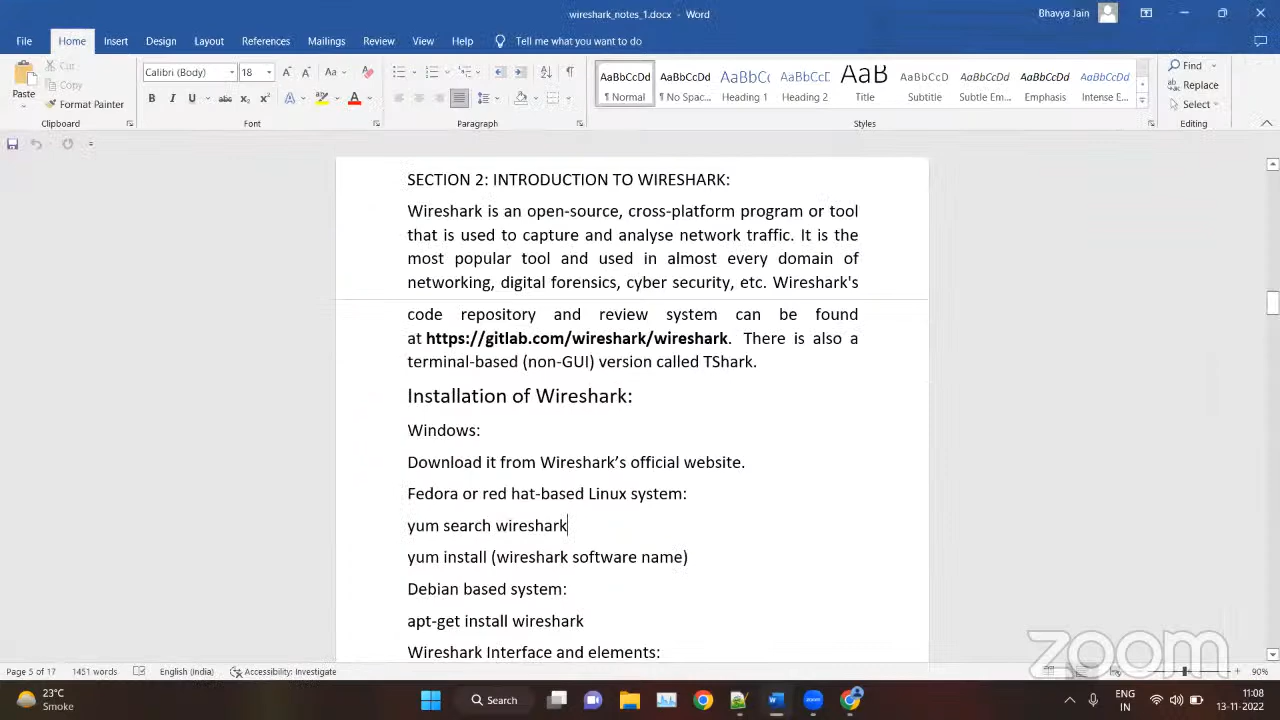 wireshark_notes_1.docx - Word
Bhavya Jain
File Home Insert Design Layout References Mailings Review View Help Tell me what you want to do
Paste
Cut
Copy
Format Painter
Clipboard
Calibri (Body) 18
Font
Paragraph
AaBbCcDd AaBbCcDd AaBbCc AaBbCcD AaB AaBbCcDd AaBbCcDd AaBbCcDd AaBbCcDd
¶ Normal ¶ No Spac... Heading 1 Heading 2 Title Subtitle Subtle Em... Emphasis Intense E...
Styles
Find
Replace
Select
Editing
SECTION 2: INTRODUCTION TO WIRESHARK:
Wireshark is an open-source, cross-platform program or tool
that is used to capture and analyse network traffic. It is the
most popular tool and used in almost every domain of
networking, digital forensics, cyber security, etc. Wireshark's
code repository and review system can be found
at https://gitlab.com/wireshark/wireshark. There is also a
terminal-based (non-GUI) version called TShark.
Installation of Wireshark:
Windows:
Download it from Wireshark’s official website.
Fedora or red hat-based Linux system:
yum search wireshark
yum install (wireshark software name)
Debian based system:
apt-get install wireshark
Wireshark Interface and elements:
zoom
Page 5 of 17 1451 words English (India) Accessibility: Investigate 90%
23°C
Smoke
Search
ENG
IN
11:08
13-11-2022